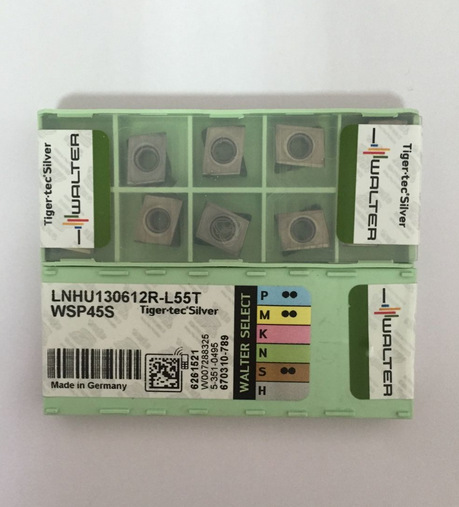 Tiger·tec®Silver
WALTER
Tiger·tec®Silver
WALTER
LNHU130612R-L55T
WSP45S
Tiger·tec®Silver
Made in Germany
6261521
W007288325
5-351-0495
670310-789
WALTER SELECT
P
M
K
N
S
H
WALTER